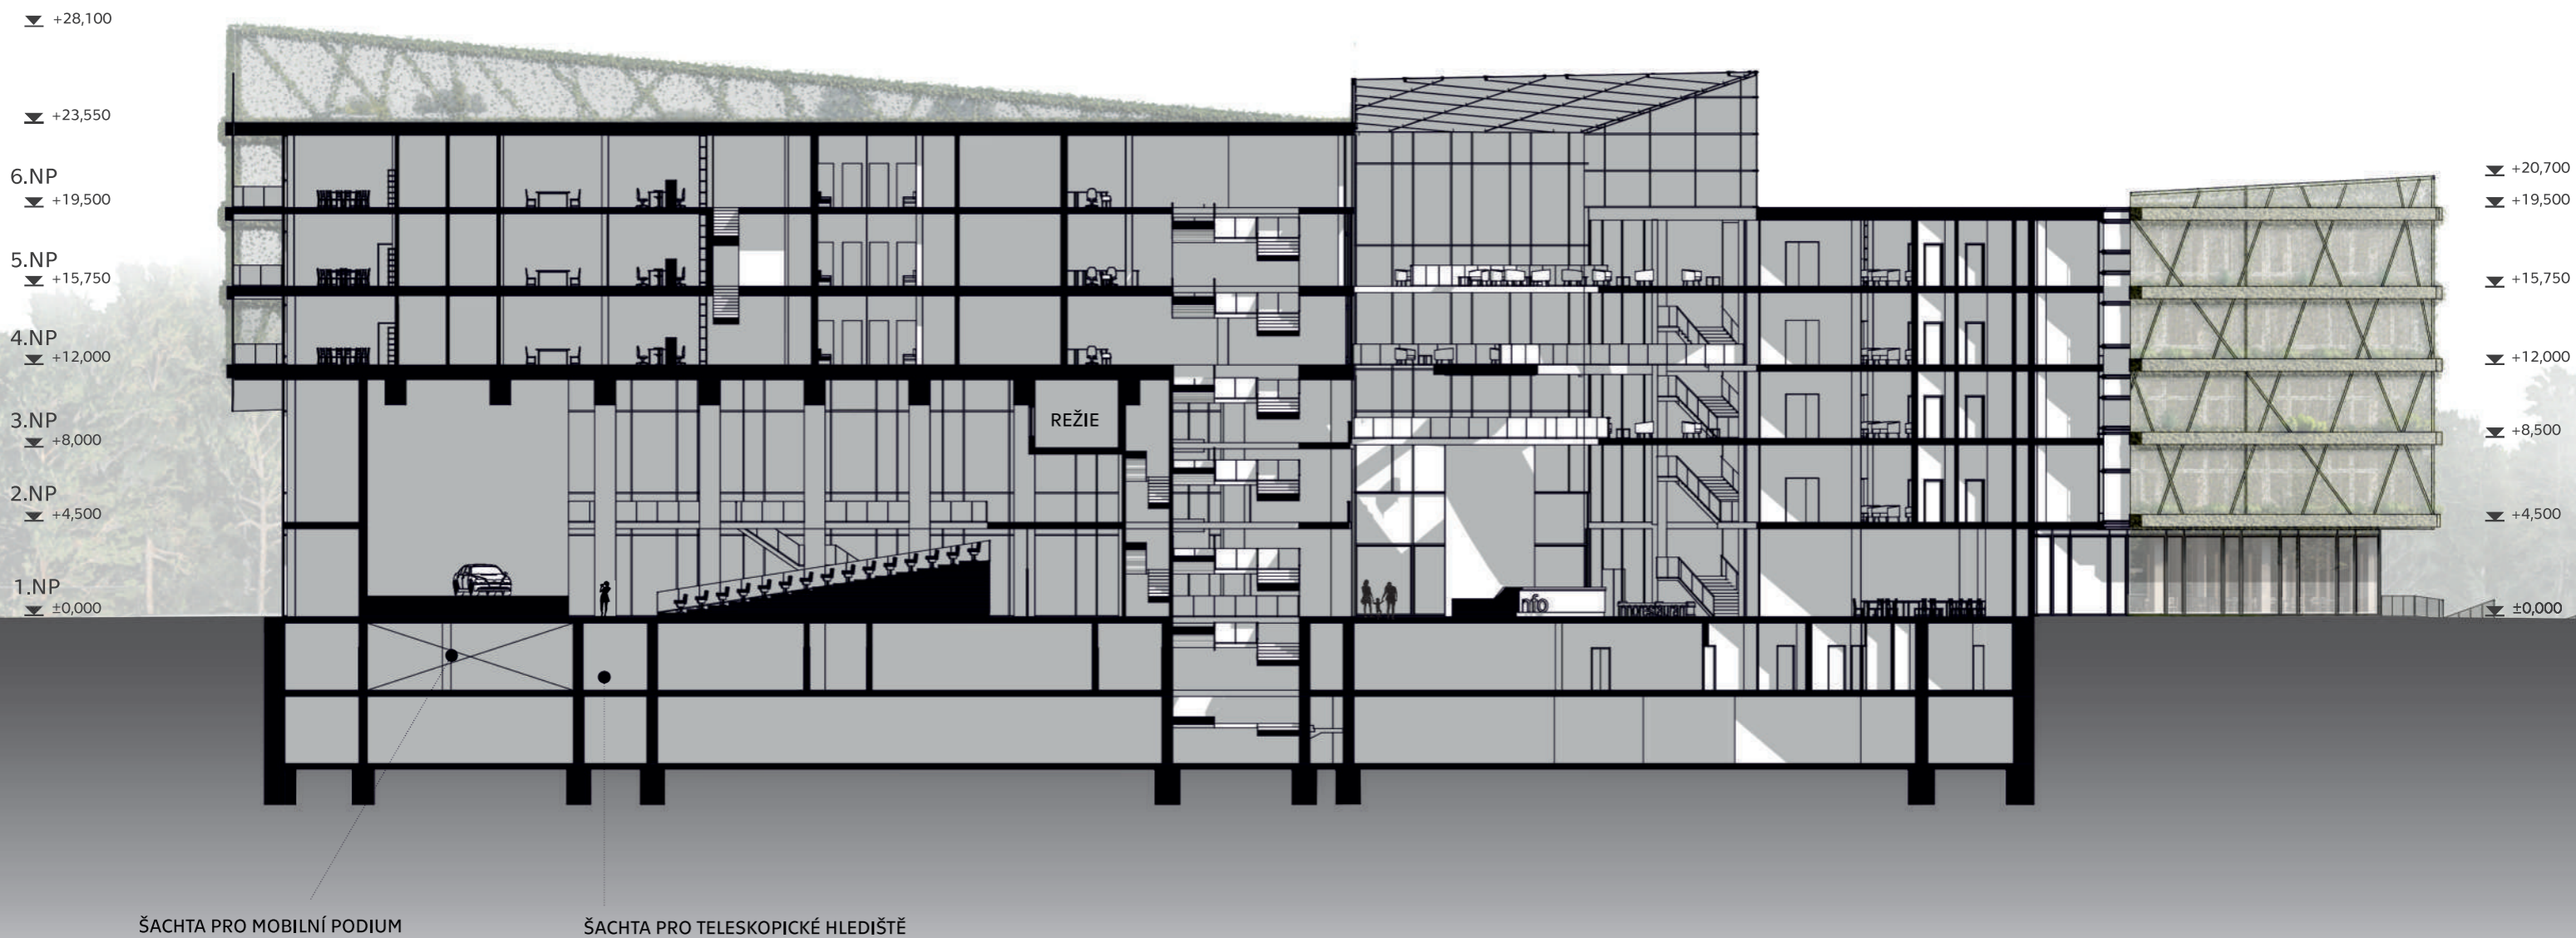 +28,100
+23,550
6.NP
+19,500
5.NP
+15,750
4.NP
+12,000
3.NP
+8,000
2.NP
+4,500
1.NP
±0,000
REŽIE
nfo
+20,700
+19,500
+15,750
+12,000
+8,500
+4,500
±0,000
ŠACHTA PRO MOBILNÍ PODIUM
ŠACHTA PRO TELESKOPICKÉ HLEDIŠTĚ